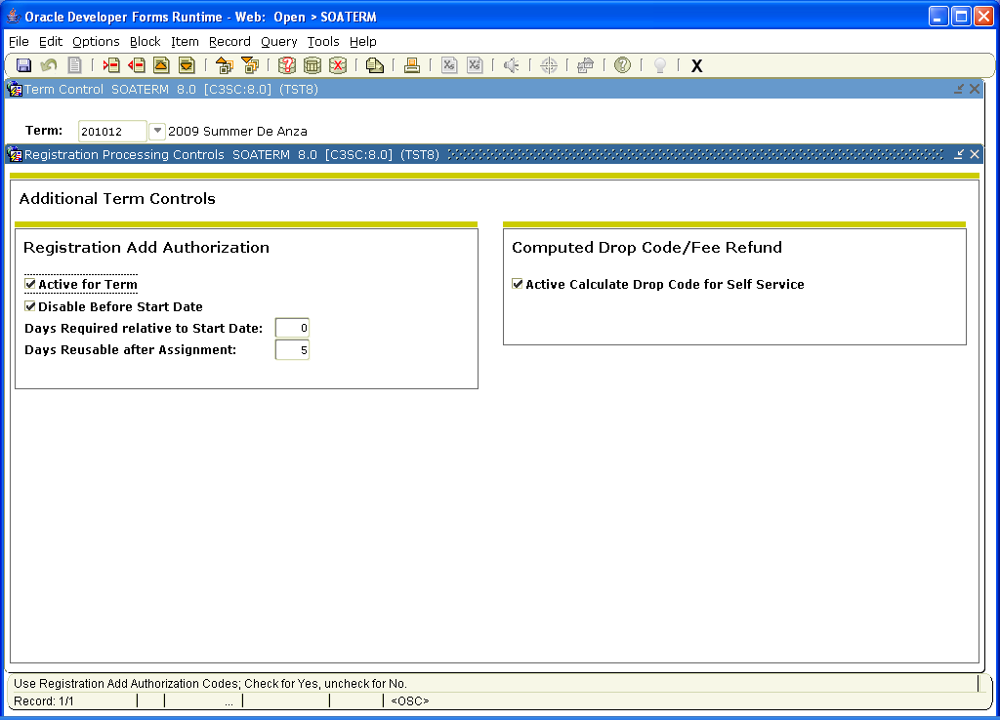 Oracle Developer Forms Runtime - Web: Open > SOATERM
File Edit Options Block Item Record Query Tools Help
X
Term Control SOATERM 8.0 [C3SC:8.0] (TST8)
Term: 201012 2009 Summer De Anza
Registration Processing Controls SOATERM 8.0 [C3SC:8.0] (TST8)
Additional Term Controls
Registration Add Authorization
Active for Term
Disable Before Start Date
Days Required relative to Start Date: 0
Days Reusable after Assignment: 5
Computed Drop Code/Fee Refund
Active Calculate Drop Code for Self Service
Use Registration Add Authorization Codes; Check for Yes, uncheck for No.
Record: 1/1 ... <OSC>